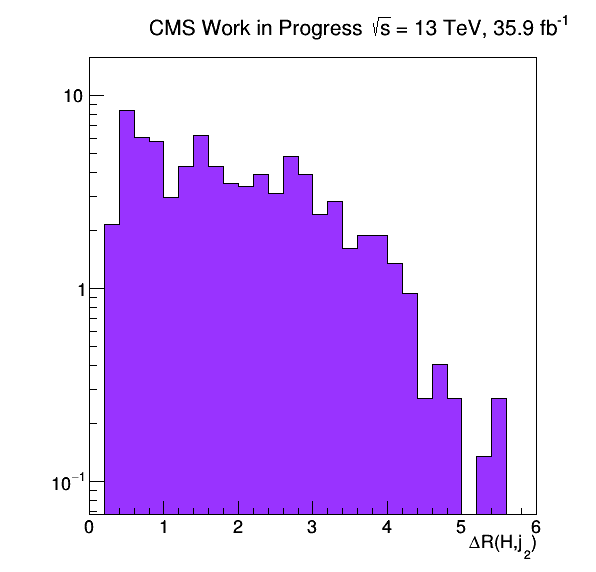 CMS Work in Progress √s = 13 TeV, 35.9 fb⁻¹
10
1
10⁻¹
0 1 2 3 4 5 6
ΔR(H,j₂)